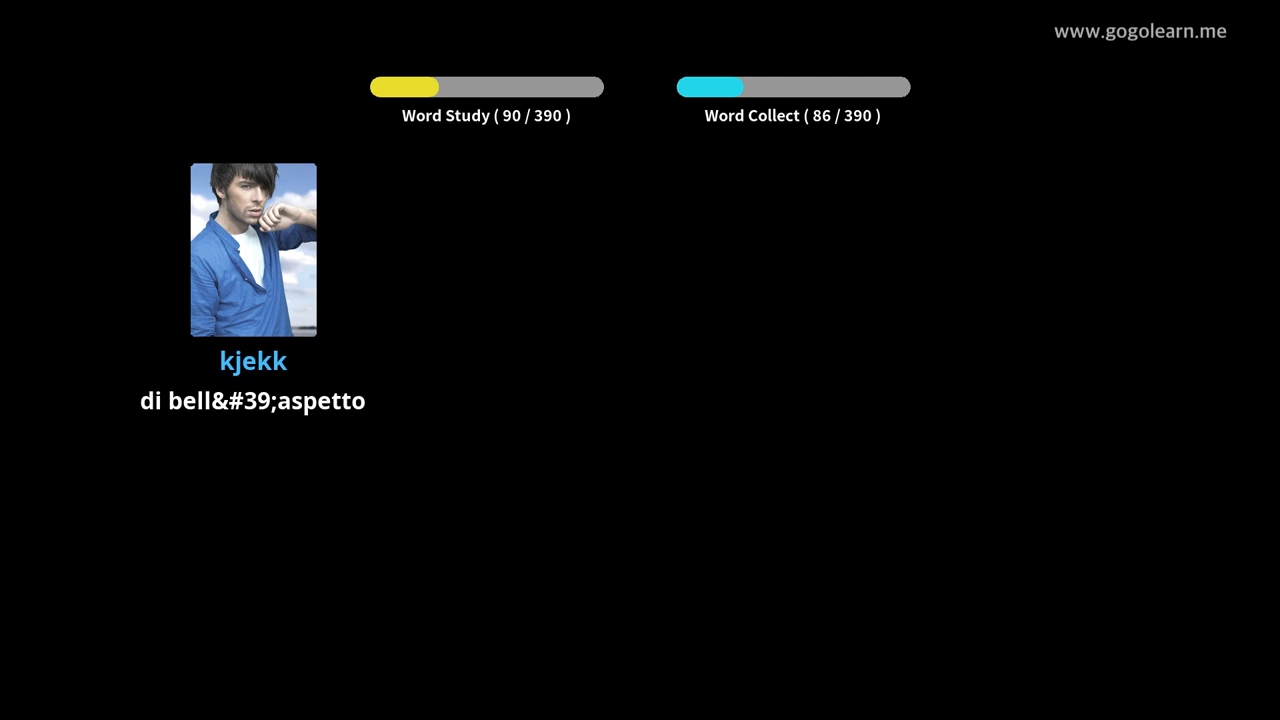 www.gogolearn.me
Word Study ( 90 / 390 )
Word Collect ( 86 / 390 )
kjekk
di bell&#39;aspetto